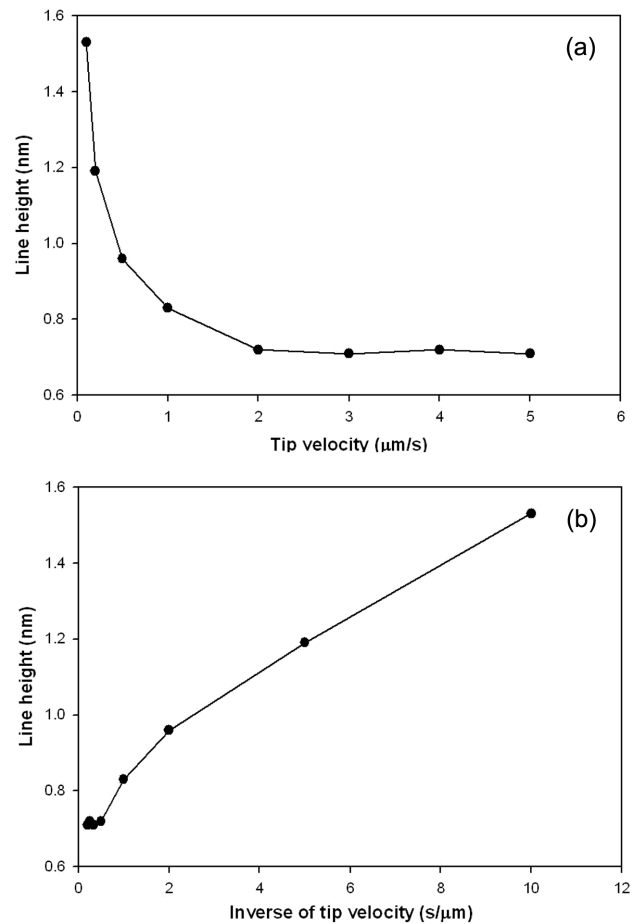 1.6
(a)
1.4
1.2
1.0
0.8
0.6
Line height (nm)
0 1 2 3 4 5 6
Tip velocity (μm/s)
1.6
(b)
1.4
1.2
1.0
0.8
0.6
Line height (nm)
0 2 4 6 8 10 12
Inverse of tip velocity (s/μm)